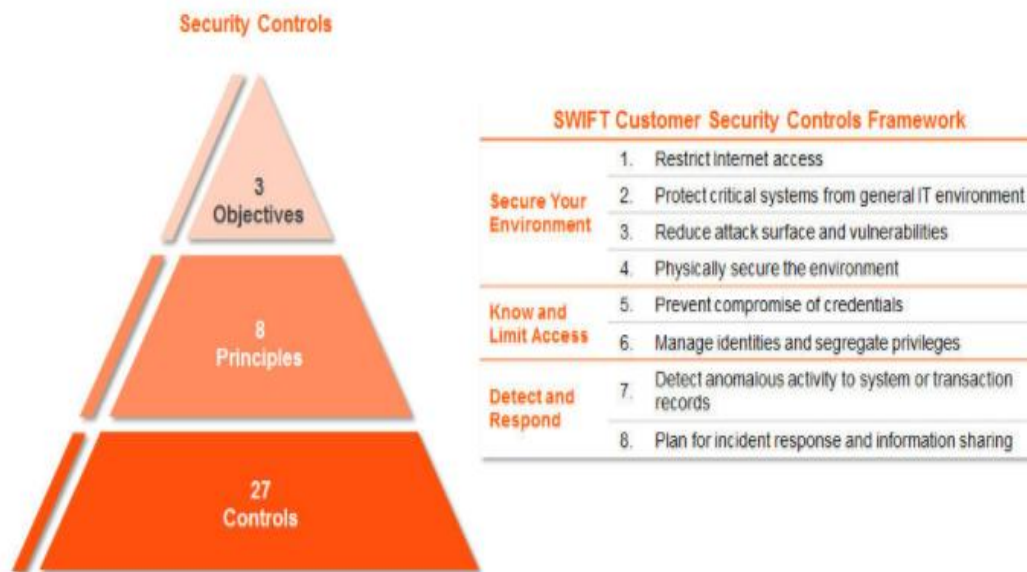 Security Controls
3
Objectives
8
Principles
27
Controls
SWIFT Customer Security Controls Framework
Secure Your
Environment
1. Restrict Internet access
2. Protect critical systems from general IT environment
3. Reduce attack surface and vulnerabilities
4. Physically secure the environment
Know and
Limit Access
5. Prevent compromise of credentials
6. Manage identities and segregate privileges
Detect and
Respond
7. Detect anomalous activity to system or transaction
records
8. Plan for incident response and information sharing